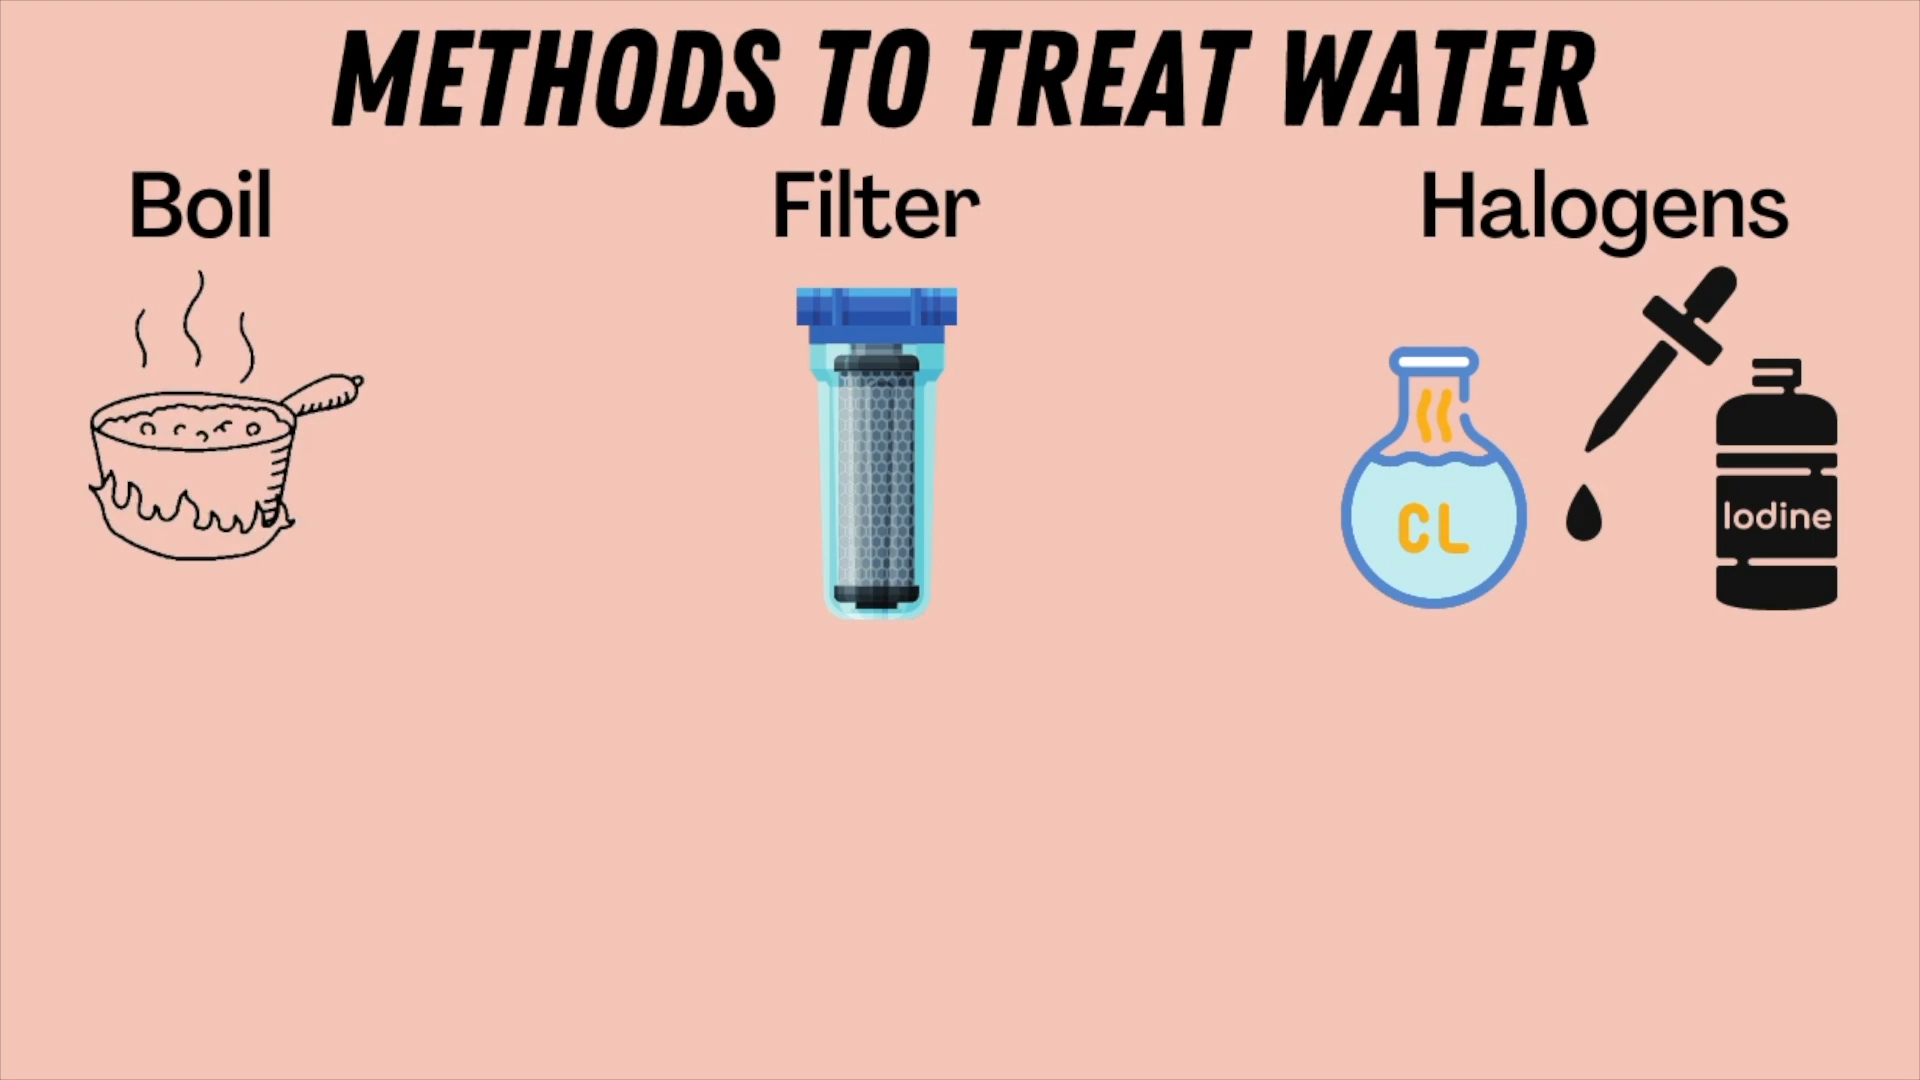 METHODS TO TREAT WATER
Boil
Filter
Halogens
CL
Iodine